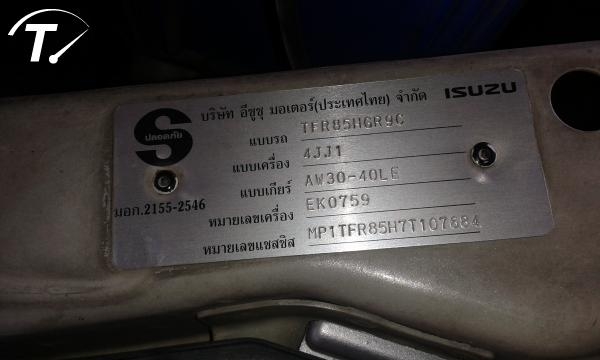 T
บริษัท อีซูซุ มอเตอร์(ประเทศไทย) จำกัด ISUZU
S
ปลอดภัย
แบบรถ TFR85HGR9C
แบบเครื่อง 4JJ1
แบบเกียร์ AW30-40LE
มอก.2155-2546
หมายเลขเครื่อง EK0759
หมายเลขแชสซิส MP1TFR85H7T107884